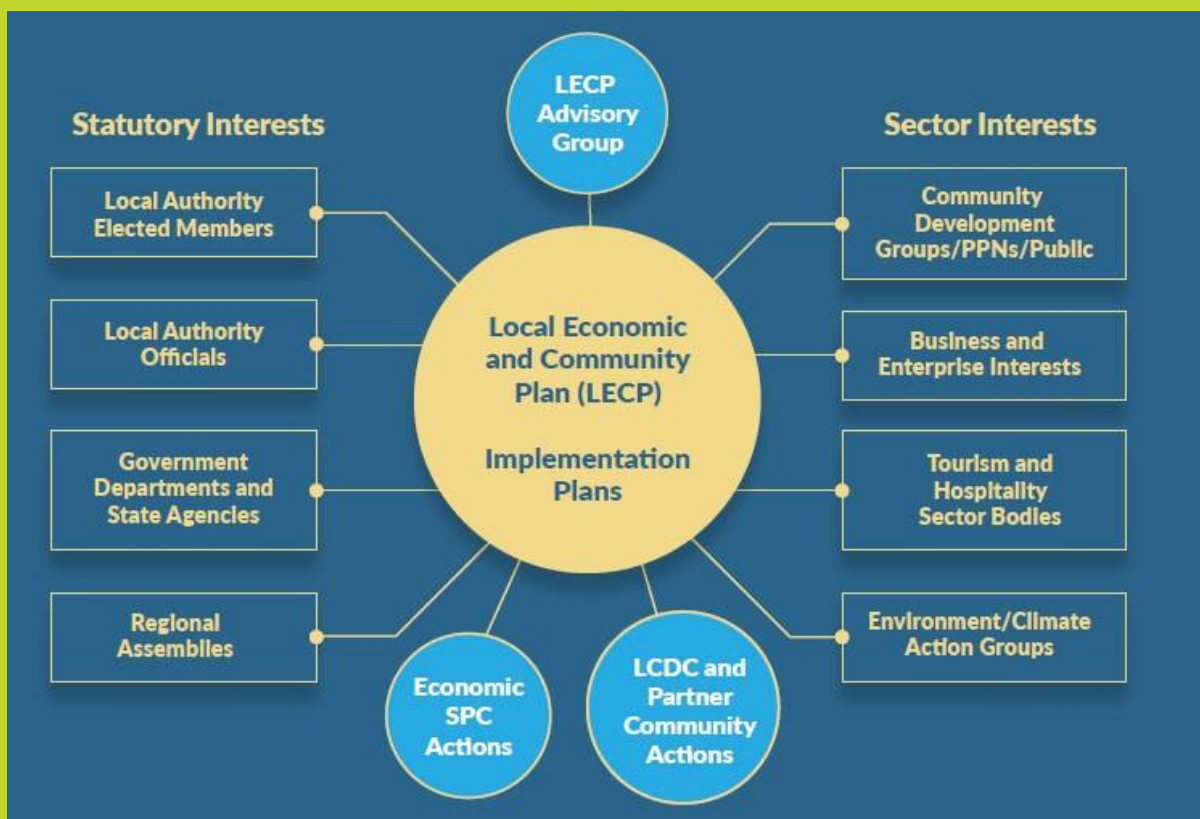 LECP
Advisory
Group
Statutory Interests
Local Authority
Elected Members
Local Authority
Officials
Government
Departments and
State Agencies
Regional
Assemblies
Local Economic
and Community
Plan (LECP)
Implementation
Plans
Economic
SPC
Actions
LCDC and
Partner
Community
Actions
Sector Interests
Community
Development
Groups/PPNs/Public
Business and
Enterprise Interests
Tourism and
Hospitality
Sector Bodies
Environment/Climate
Action Groups